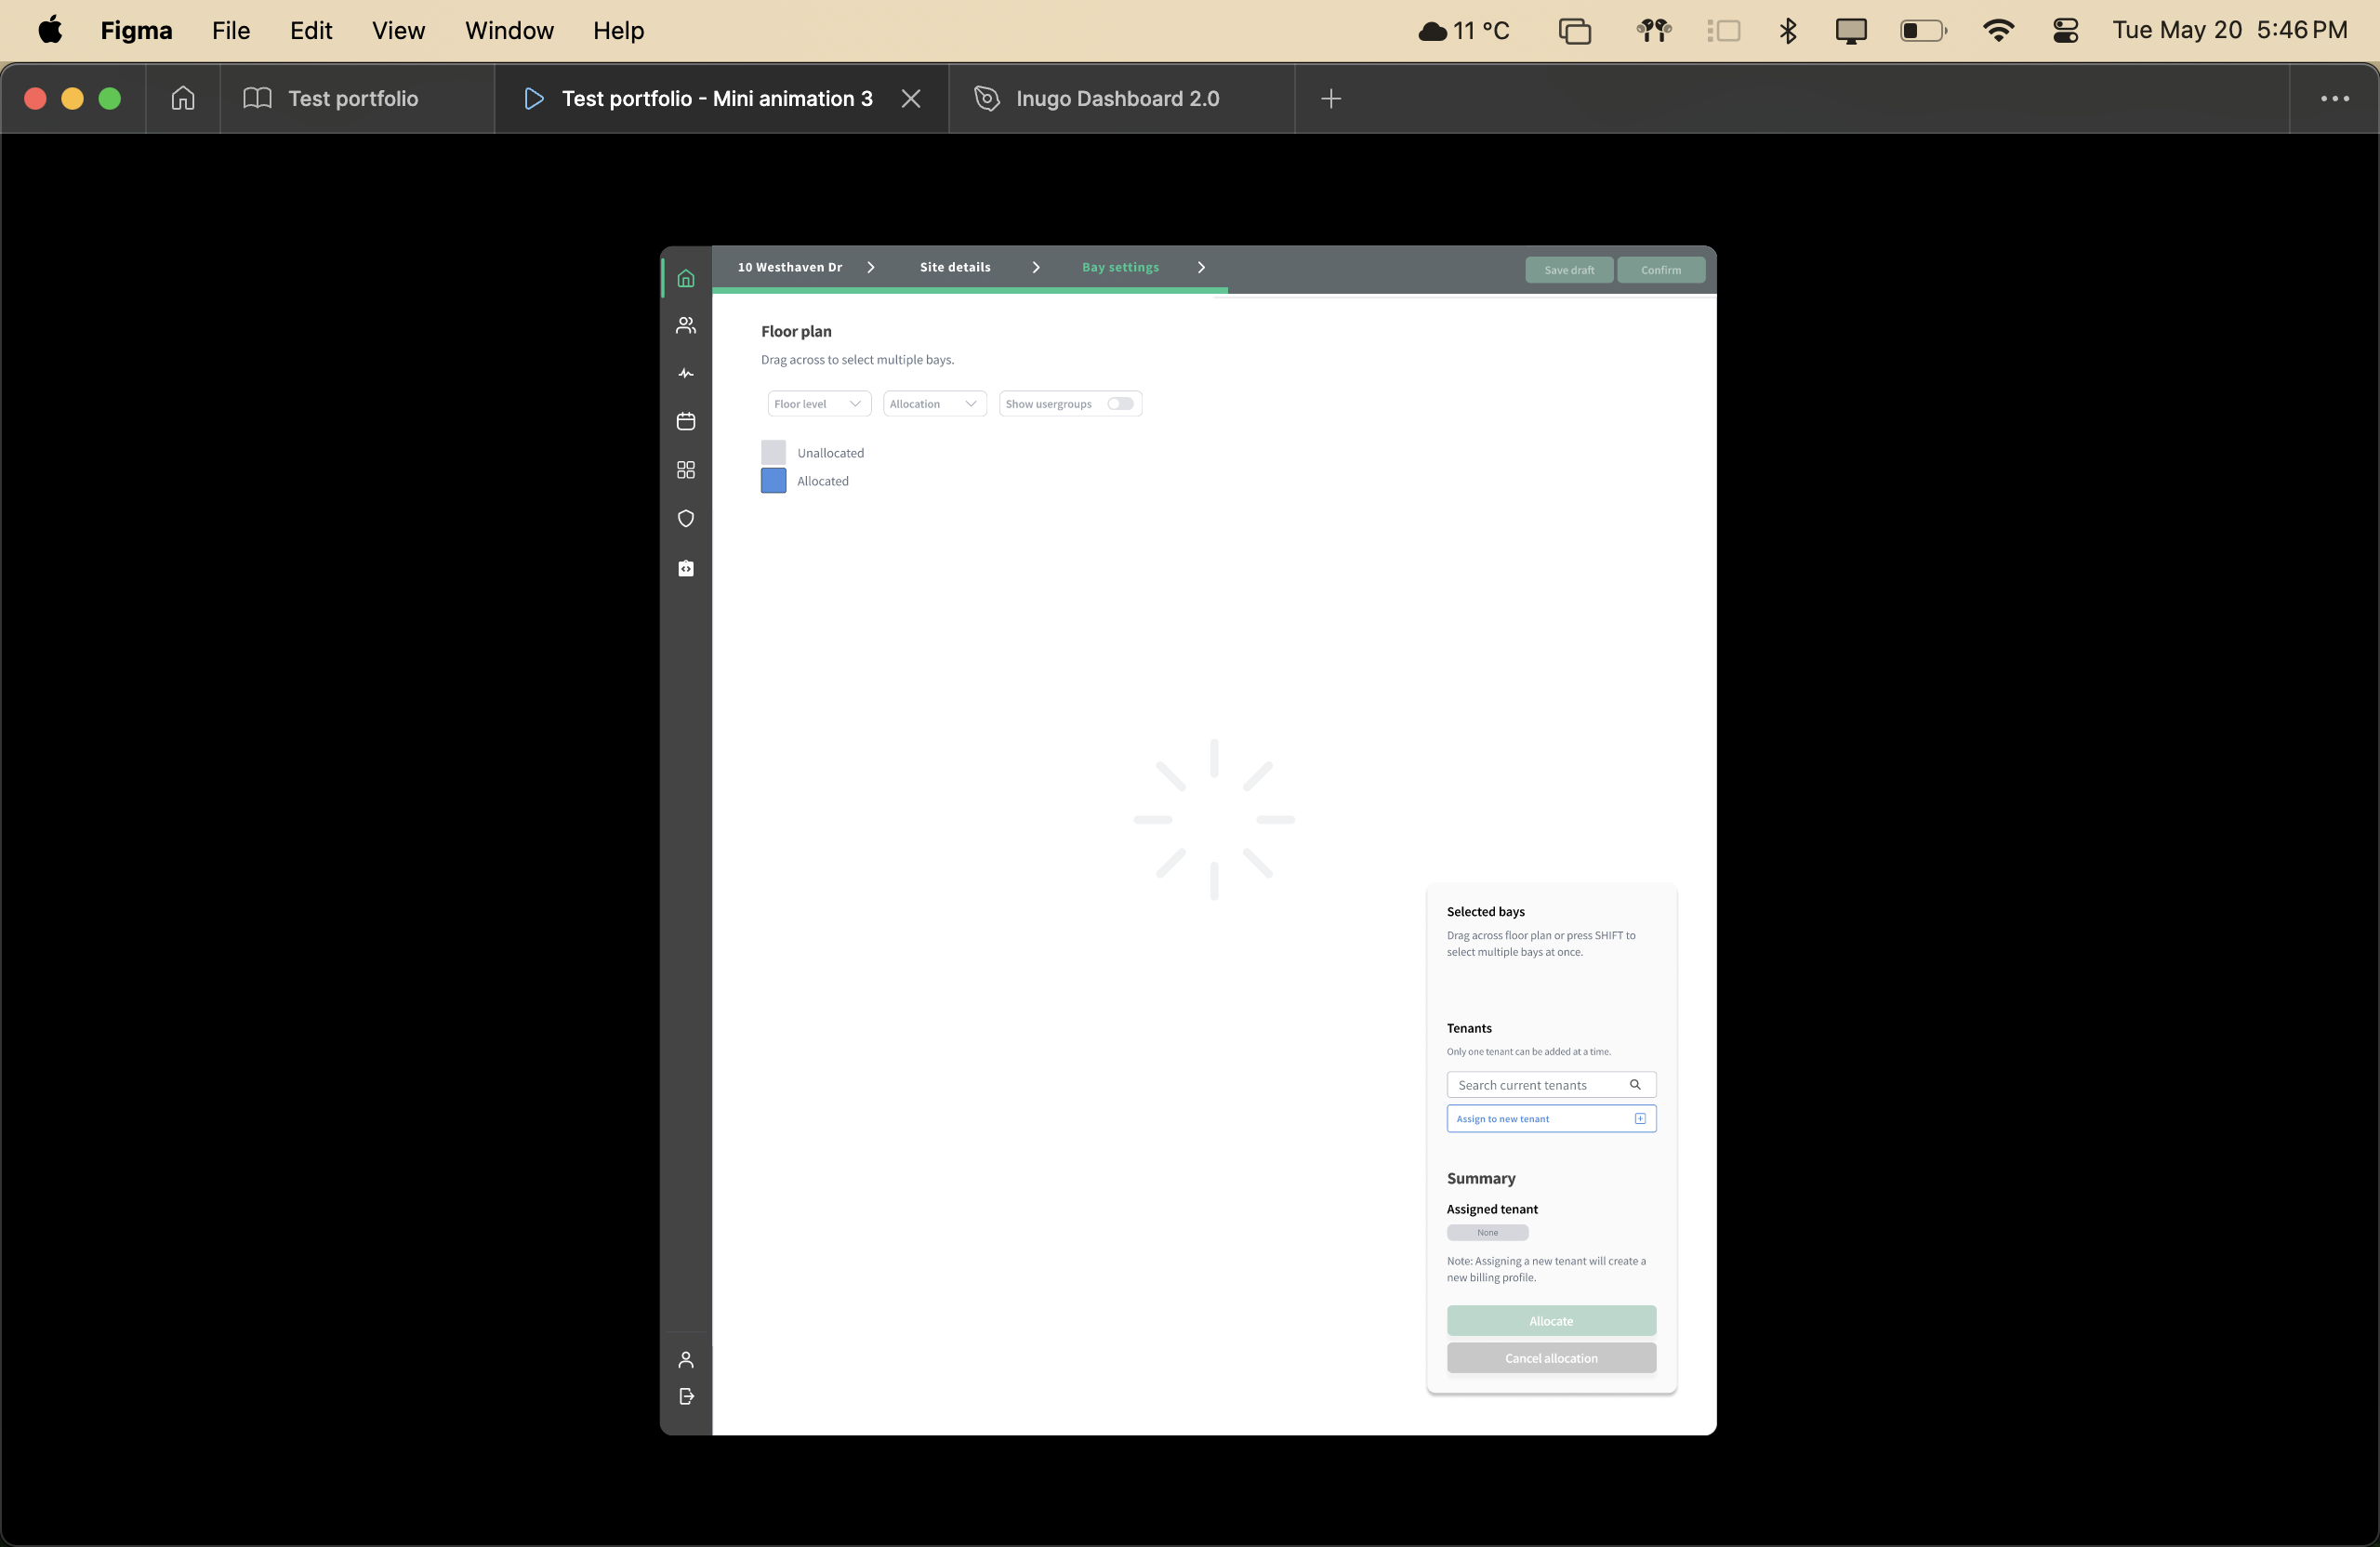 Figma File Edit View Window Help 11 °C Tue May 20 5:46 PM
Test portfolio Test portfolio - Mini animation 3 Inugo Dashboard 2.0
10 Westhaven Dr Site details Bay settings Save draft Confirm
Floor plan
Drag across to select multiple bays.
Floor level Allocation Show usergroups
Unallocated
Allocated
Selected bays
Drag across floor plan or press SHIFT to
select multiple bays at once.
Tenants
Only one tenant can be added at a time.
Search current tenants
Assign to new tenant
Summary
Assigned tenant
None
Note: Assigning a new tenant will create a
new billing profile.
Allocate
Cancel allocation